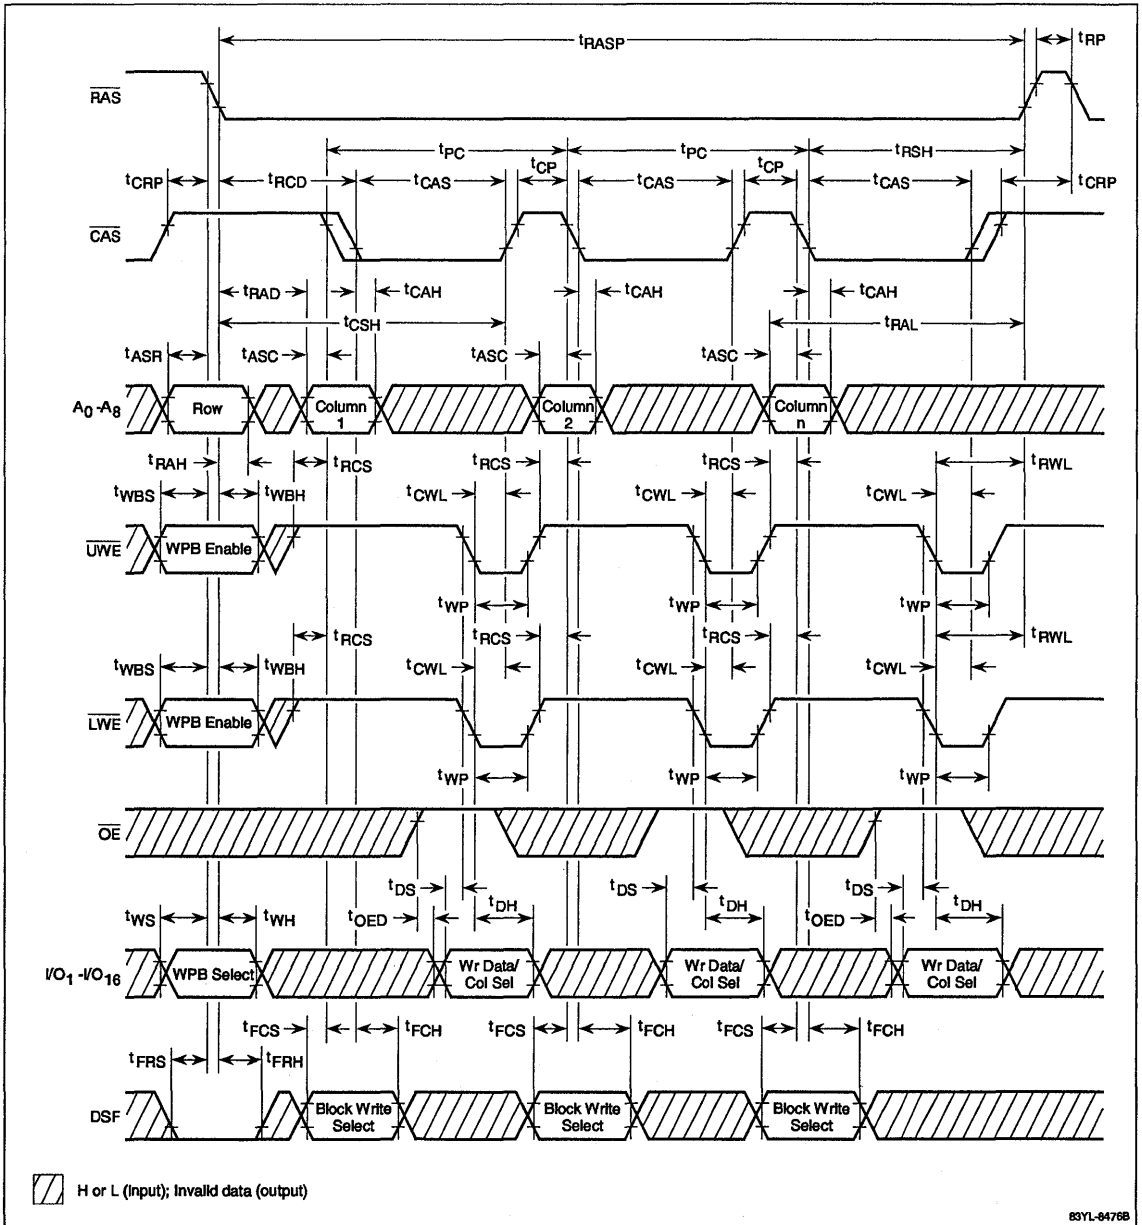 tRASP tRP
RAS
tPC tPC tRSH
tCP tCP
tCRP tRCD tCAS tCAS tCAS tCRP
CAS
tRAD tCAH tCAH tCAH
tCSH tRAL
tASR tASC tASC tASC
A0-A8 Row Column 1 Column 2 Column n
tRAH tRCS tRCS tRCS tRWL
tWBS tWBH tCWL tCWL tCWL
UWE WPB Enable
tWP tWP tWP
tRCS tRCS tRCS tRWL
tWBS tWBH tCWL tCWL tCWL
LWE WPB Enable
tWP tWP tWP
OE
tDS tDS tDS
tWS tWH tOED tDH tDH tOED tDH
I/O1-I/O16 WPB Select Wr Data/ Col Sel Wr Data/ Col Sel Wr Data/ Col Sel
tFCS tFCH tFCS tFCH tFCS tFCH
tFRS tFRH
DSF Block Write Select Block Write Select Block Write Select
H or L (input); Invalid data (output)
83YL-8476B